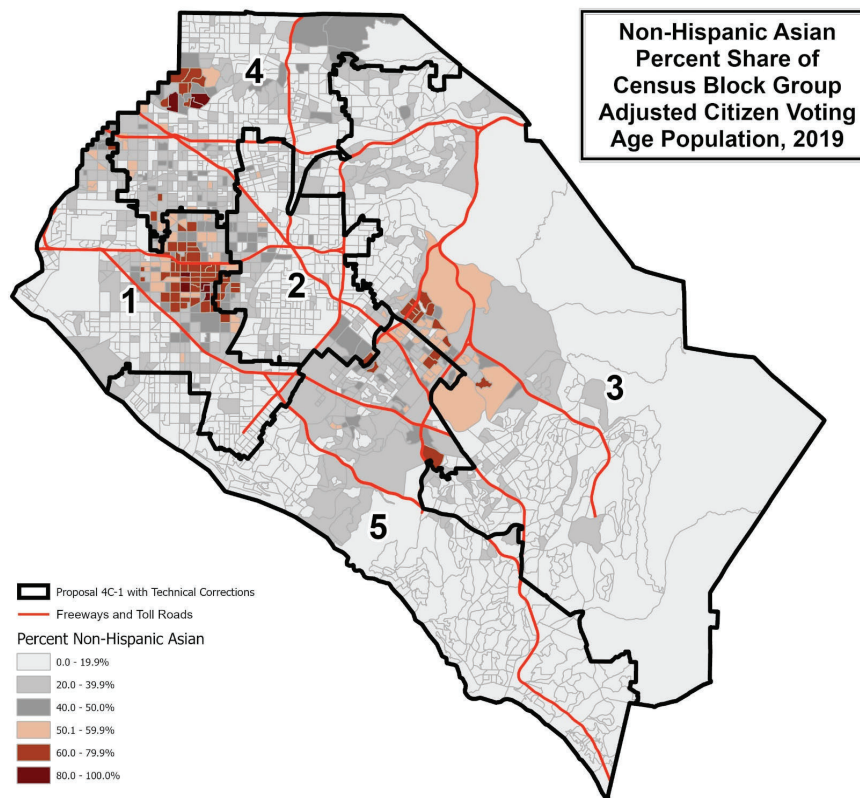 Non-Hispanic Asian
Percent Share of
Census Block Group
Adjusted Citizen Voting
Age Population, 2019
4
1
2
3
5
Proposal 4C-1 with Technical Corrections
Freeways and Toll Roads
Percent Non-Hispanic Asian
0.0 - 19.9%
20.0 - 39.9%
40.0 - 50.0%
50.1 - 59.9%
60.0 - 79.9%
80.0 - 100.0%